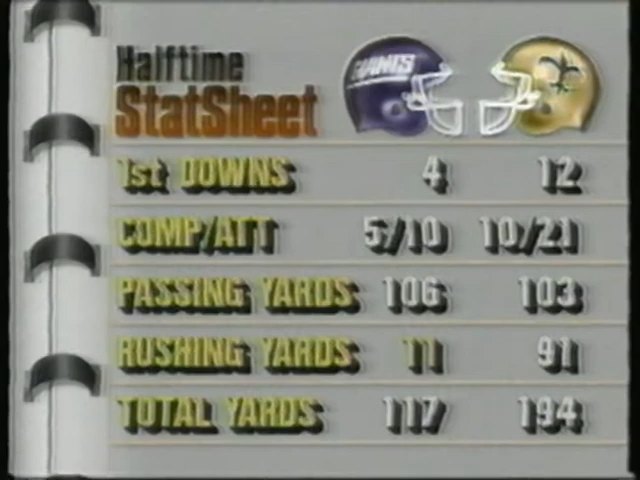 Halftime
GIANTS
StatSheet
1st DOWNS 4 12
COMP/ATT 5/10 10/21
PASSING YARDS 106 103
RUSHING YARDS 11 91
TOTAL YARDS 117 194